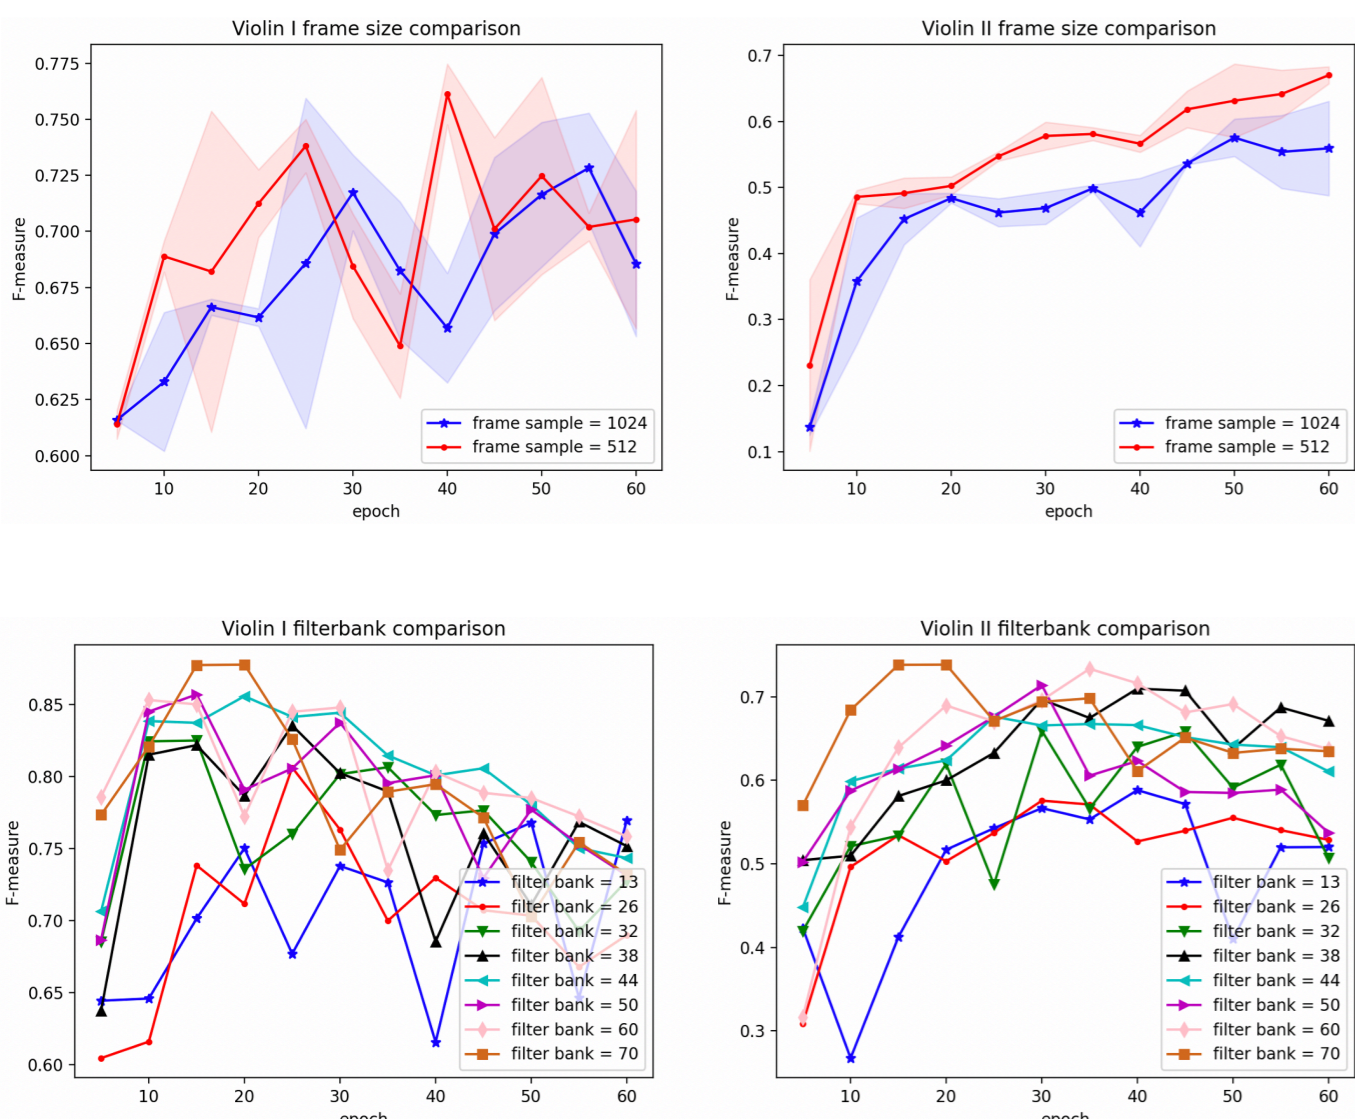 Violin I frame size comparison
0.775
0.750
0.725
0.700
0.675
0.650
0.625
0.600
F-measure
10 20 30 40 50 60
epoch
frame sample = 1024
frame sample = 512
Violin II frame size comparison
0.7
0.6
0.5
0.4
0.3
0.2
0.1
F-measure
10 20 30 40 50 60
epoch
frame sample = 1024
frame sample = 512
Violin I filterbank comparison
0.85
0.80
0.75
0.70
0.65
0.60
F-measure
10 20 30 40 50 60
epoch
filter bank = 13
filter bank = 26
filter bank = 32
filter bank = 38
filter bank = 44
filter bank = 50
filter bank = 60
filter bank = 70
Violin II filterbank comparison
0.7
0.6
0.5
0.4
0.3
F-measure
10 20 30 40 50 60
epoch
filter bank = 13
filter bank = 26
filter bank = 32
filter bank = 38
filter bank = 44
filter bank = 50
filter bank = 60
filter bank = 70